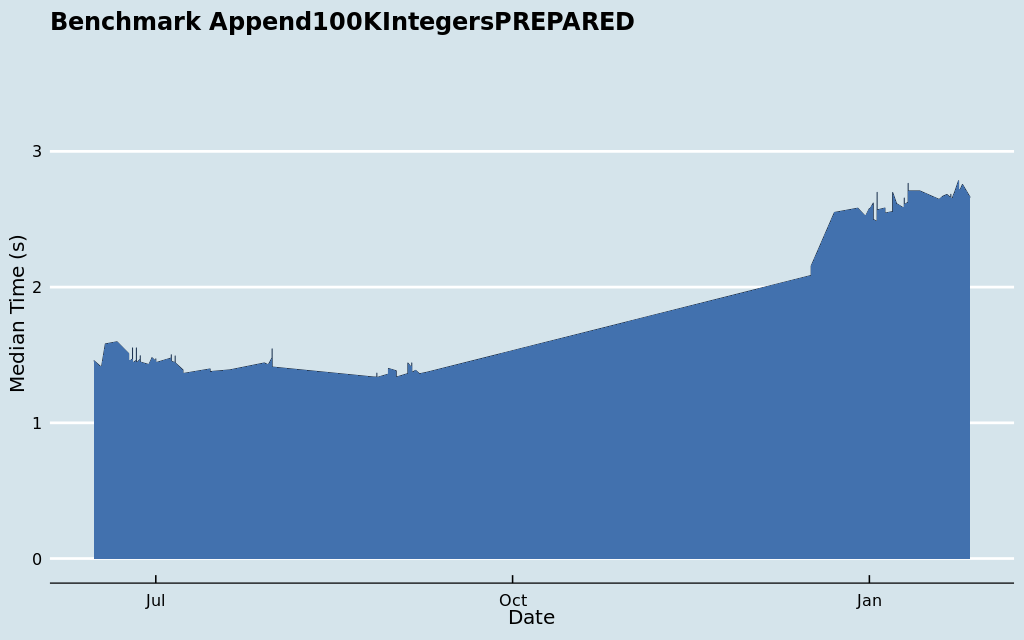 Benchmark Append100KIntegersPREPARED
Median Time (s)
3
2
1
0
Jul
Oct
Jan
Date